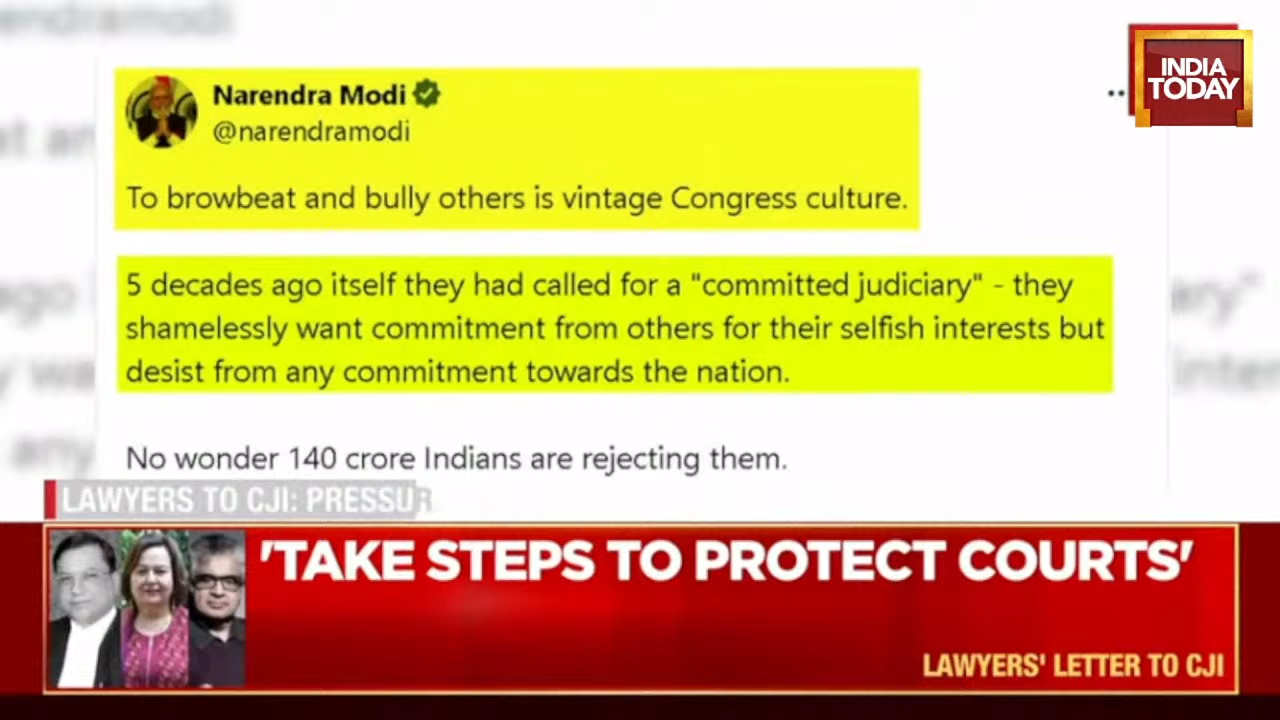 Narendra Modi
@narendramodi
INDIA
TODAY
To browbeat and bully others is vintage Congress culture.
5 decades ago itself they had called for a "committed judiciary" - they
shamelessly want commitment from others for their selfish interests but
desist from any commitment towards the nation.
No wonder 140 crore Indians are rejecting them.
LAWYERS TO CJI: PRESSUR
'TAKE STEPS TO PROTECT COURTS'
LAWYERS' LETTER TO CJI